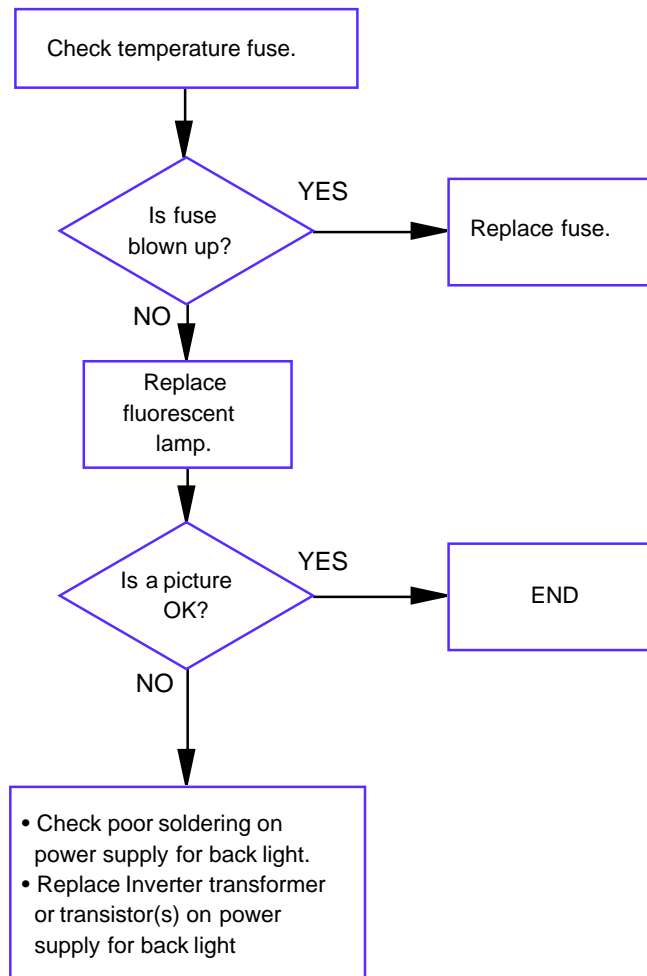 Check temperature fuse.
Is fuse
blown up?
YES
Replace fuse.
NO
Replace
fluorescent
lamp.
Is a picture
OK?
YES
END
NO
• Check poor soldering on
power supply for back light.
• Replace Inverter transformer
or transistor(s) on power
supply for back light